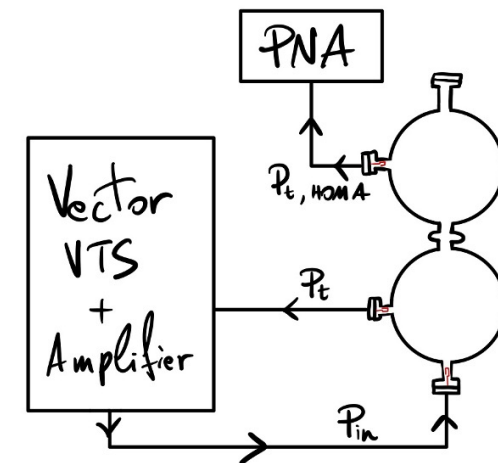 PNA
Pt, HOMA
Vector
VTS
+
Amplifier
Pt
Pin